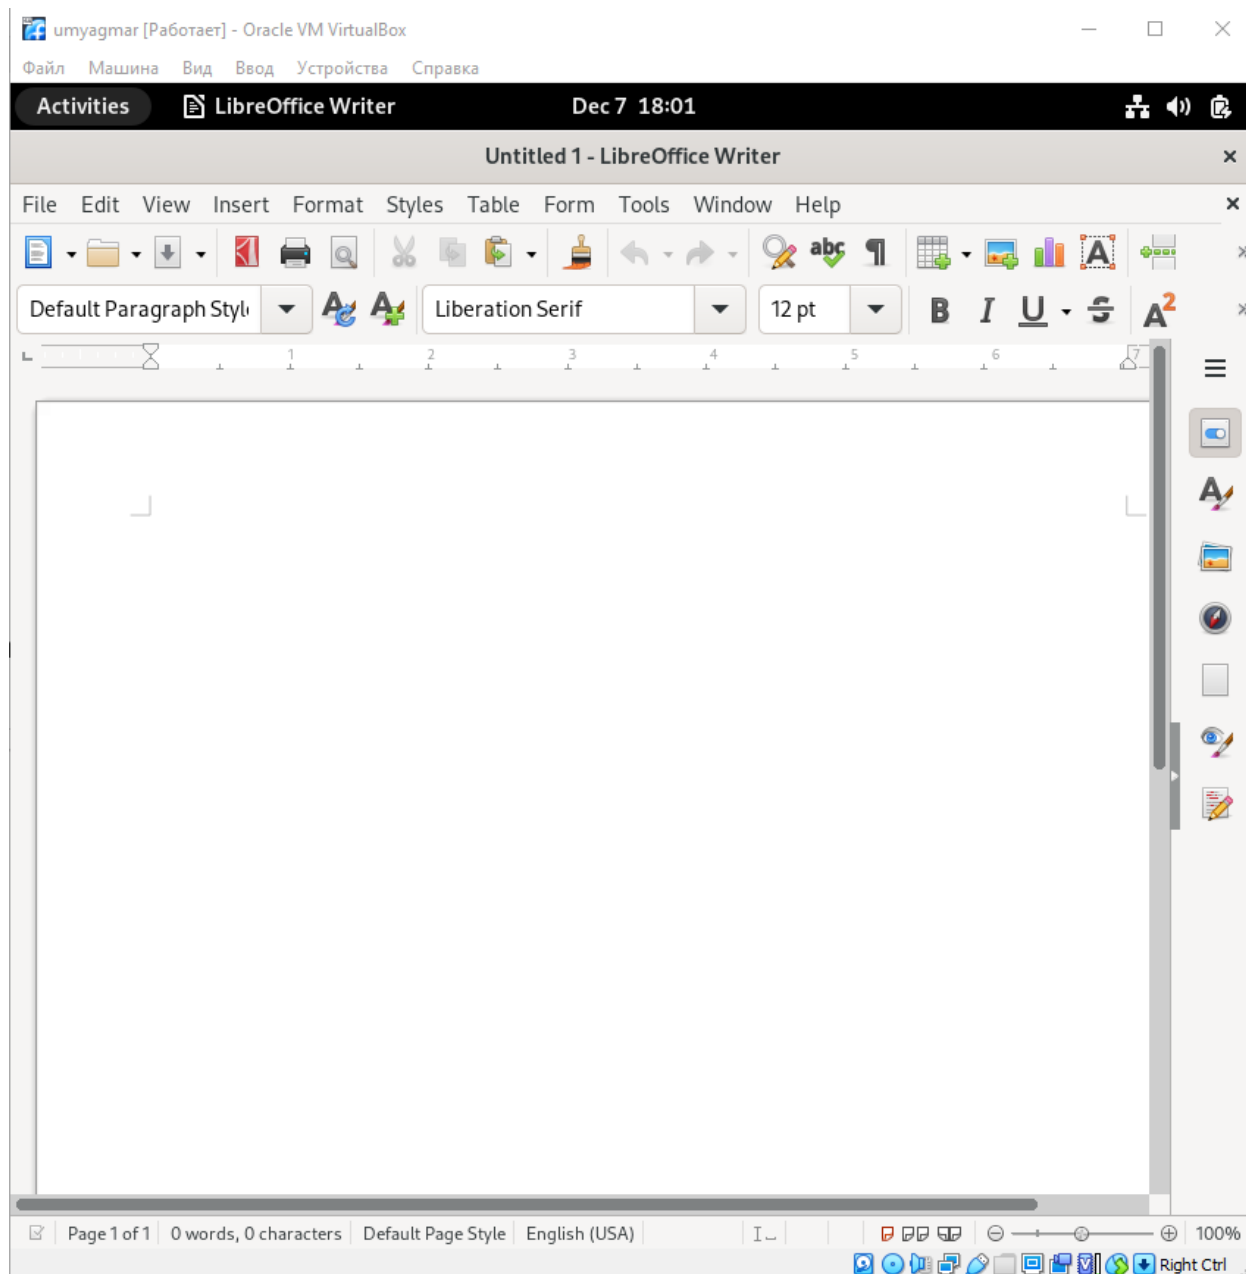 umyagmar [Работает] - Oracle VM VirtualBox
Файл Машина Вид Ввод Устройства Справка
Activities LibreOffice Writer Dec 7 18:01
Untitled 1 - LibreOffice Writer
File Edit View Insert Format Styles Table Form Tools Window Help
Default Paragraph Styl Liberation Serif 12 pt B I U S A2
1 2 3 4 5 6 7
Page 1 of 1 0 words, 0 characters Default Page Style English (USA) 100%
Right Ctrl